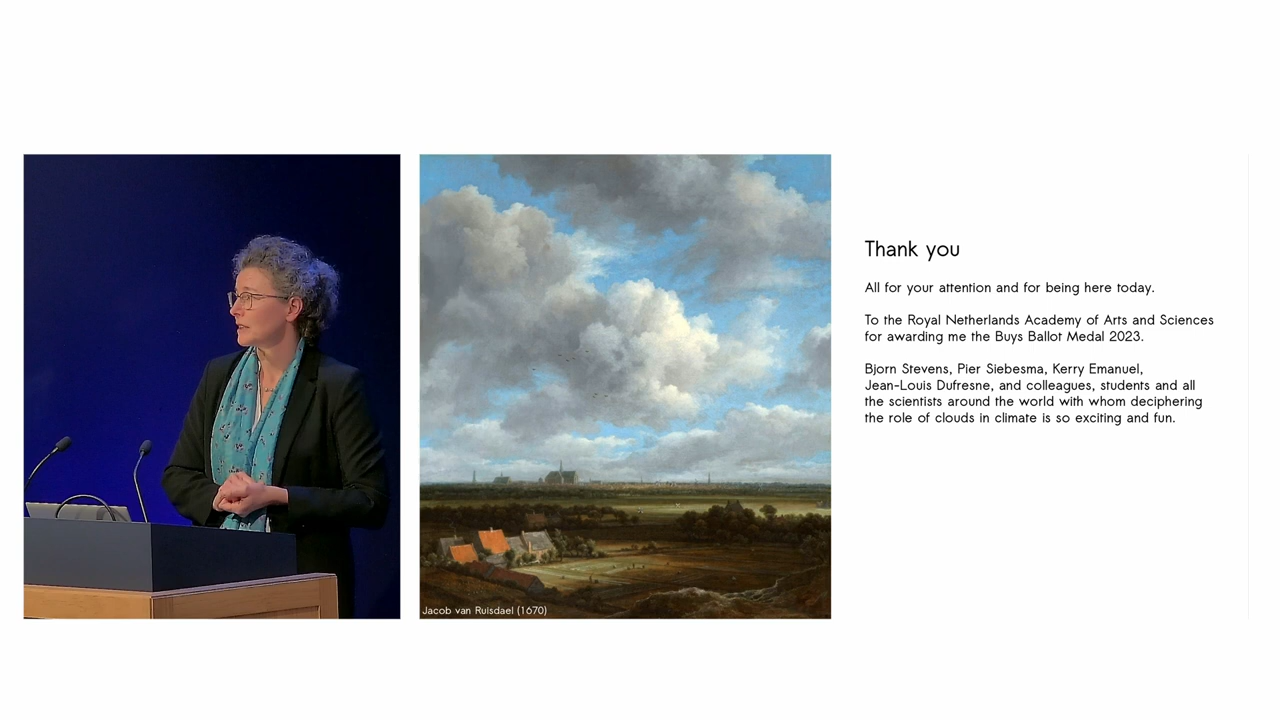 Jacob van Ruisdael (1670)
Thank you
All for your attention and for being here today.
To the Royal Netherlands Academy of Arts and Sciences
for awarding me the Buys Ballot Medal 2023.
Bjorn Stevens, Pier Siebesma, Kerry Emanuel,
Jean-Louis Dufresne, and colleagues, students and all
the scientists around the world with whom deciphering
the role of clouds in climate is so exciting and fun.